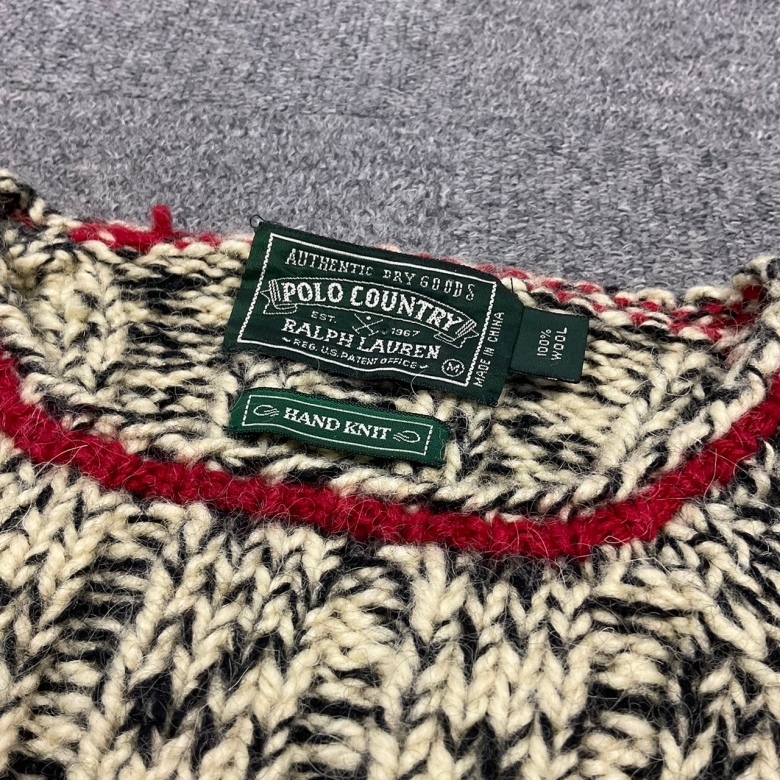 AUTHENTIC DRY GOODS
POLO COUNTRY
EST. 1967
RALPH LAUREN
REG. U.S. PATENT OFFICE
M
MADE IN CHINA
100%
WOOL
HAND KNIT